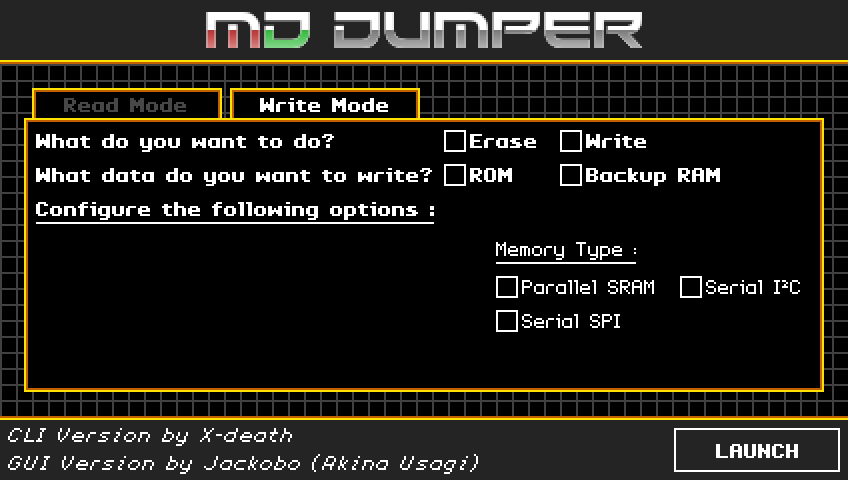 MD DUMPER
Read Mode Write Mode
What do you want to do? Erase Write
What data do you want to write? ROM Backup RAM
Configure the following options :
Memory Type :
Parallel SRAM Serial I²C
Serial SPI
CLI Version by X-death
GUI Version by Jackobo (Akina Usagi)
LAUNCH